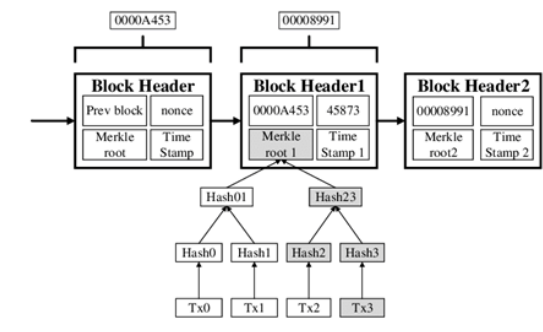 0000A453
00008991
Block Header
Block Header1
Block Header2
Prev block
nonce
0000A453
45873
00008991
nonce
Merkle
root
Time
Stamp
Merkle
root 1
Time
Stamp 1
Merkle
root2
Time
Stamp 2
Hash01
Hash23
Hash0
Hash1
Hash2
Hash3
Tx0
Tx1
Tx2
Tx3